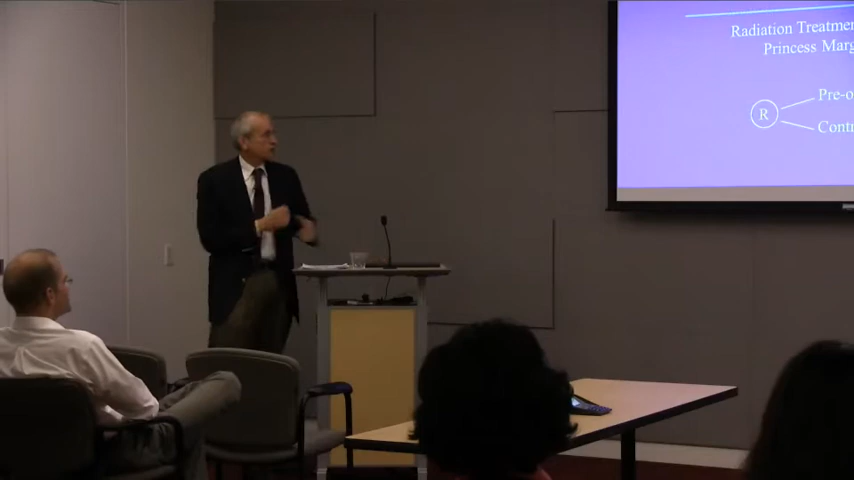 Radiation Treatmen
Princess Marg
R
Pre-o
Contr